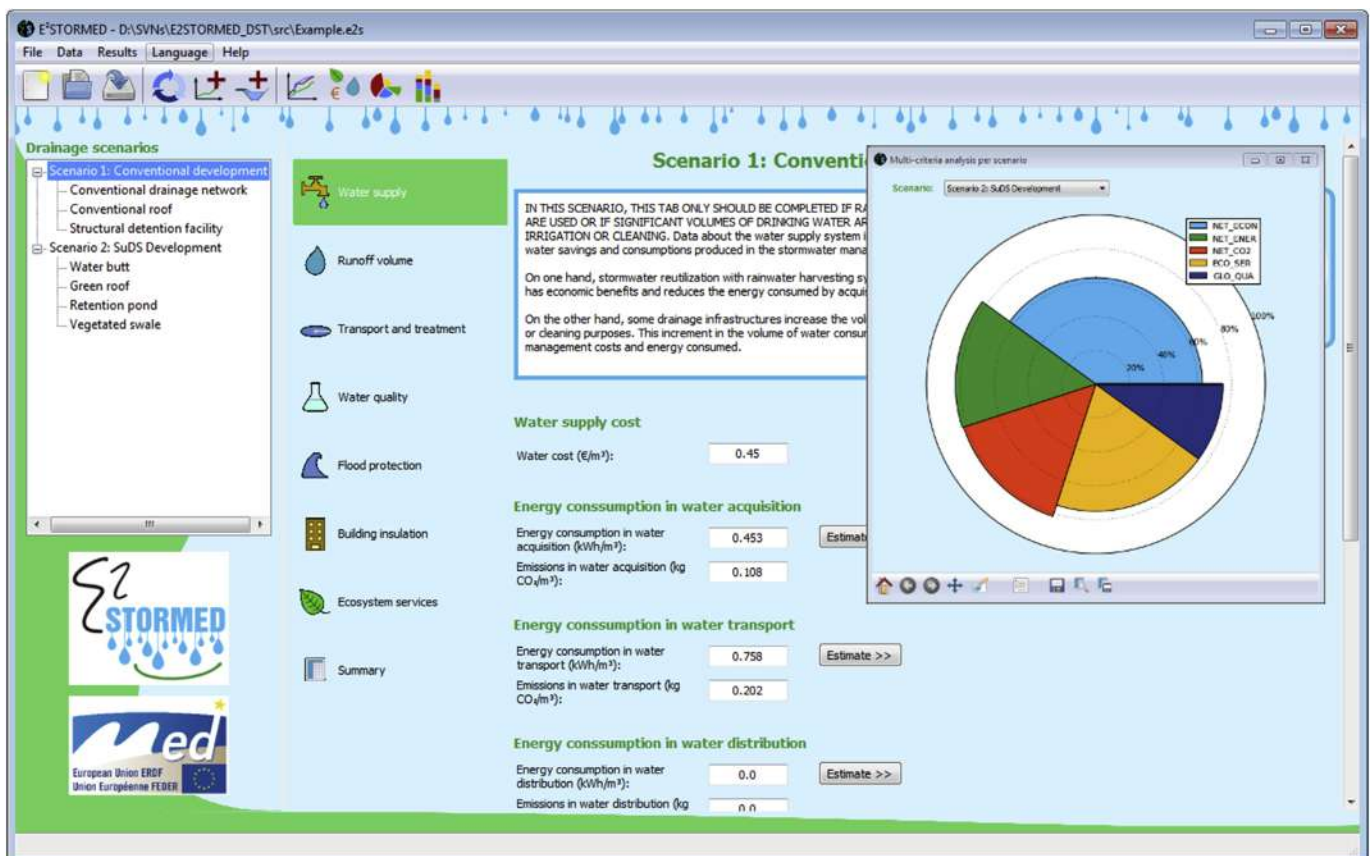 E²STORMED - D:\SVNs\E2STORMED_DST\src\Example.e2s
File Data Results Language Help
Drainage scenarios
Scenario 1: Conventional development
Conventional drainage network
Conventional roof
Structural detention facility
Scenario 2: SuDS Development
Water butt
Green roof
Retention pond
Vegetated swale
E2
STORMED
Med
European Union ERDF
Union Européenne FEDER
Water supply
Runoff volume
Transport and treatment
Water quality
Flood protection
Building insulation
Ecosystem services
Summary
Scenario 1: Conventi
IN THIS SCENARIO, THIS TAB ONLY SHOULD BE COMPLETED IF RA
ARE USED OR IF SIGNIFICANT VOLUMES OF DRINKING WATER AR
IRRIGATION OR CLEANING. Data about the water supply system i
water savings and consumptions produced in the stormwater mana
On one hand, stormwater reutilization with rainwater harvesting sy
has economic benefits and reduces the energy consumed by acqui
On the other hand, some drainage infrastructures increase the vol
or cleaning purposes. This increment in the volume of water consu
management costs and energy consumed.
Water supply cost
Water cost (€/m³): 0.45
Energy conssumption in water acquisition
Energy consumption in water
acquisition (kWh/m³): 0.453 Estimat
Emissions in water acquisition (kg
CO₂/m³): 0.108
Energy conssumption in water transport
Energy consumption in water
transport (kWh/m³): 0.758 Estimate >>
Emissions in water transport (kg
CO₂/m³): 0.202
Energy conssumption in water distribution
Energy consumption in water
distribution (kWh/m³): 0.0 Estimate >>
Emissions in water distribution (kg
0.0
Multi-criteria analysis per scenario
Scenario: Scenario 2: SuDS Development
NET_ECON
NET_ENER
NET_CO2
ECO_SER
GLO_QUA
20%
40%
60%
80%
100%